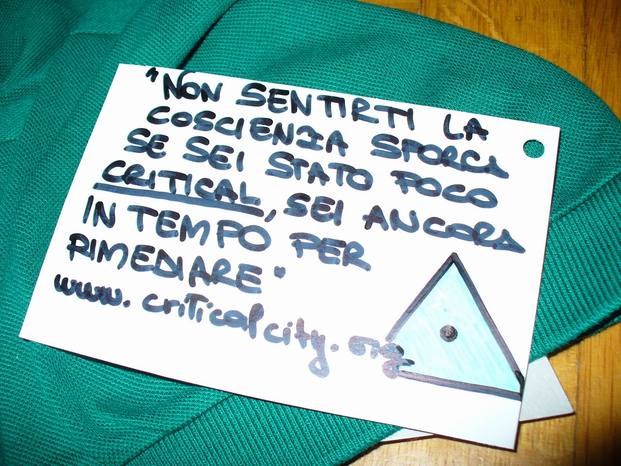 "NON SENTIRTI LA
COSCIENZA SPORCA
SE SEI STATO POCO
CRITICAL, SEI ANCORA
IN TEMPO PER
RIMEDIARE"
www.criticalcity.org